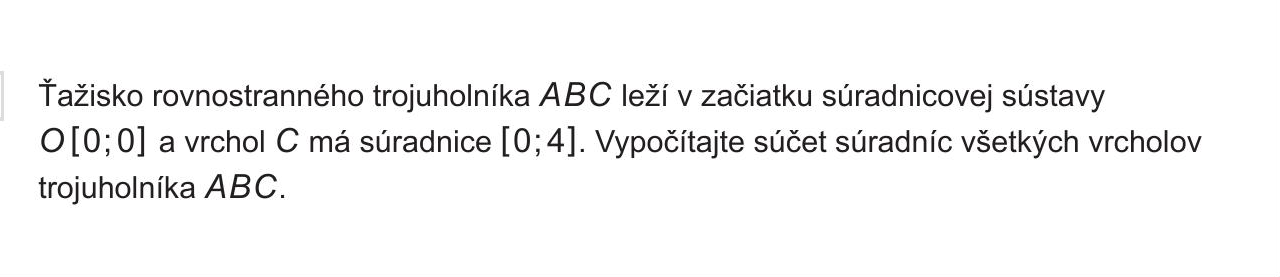 Ťažisko rovnostranného trojuholníka ABC leží v začiatku súradnicovej sústavy
O[0;0] a vrchol C má súradnice [0;4]. Vypočítajte súčet súradníc všetkých vrcholov
trojuholníka ABC.